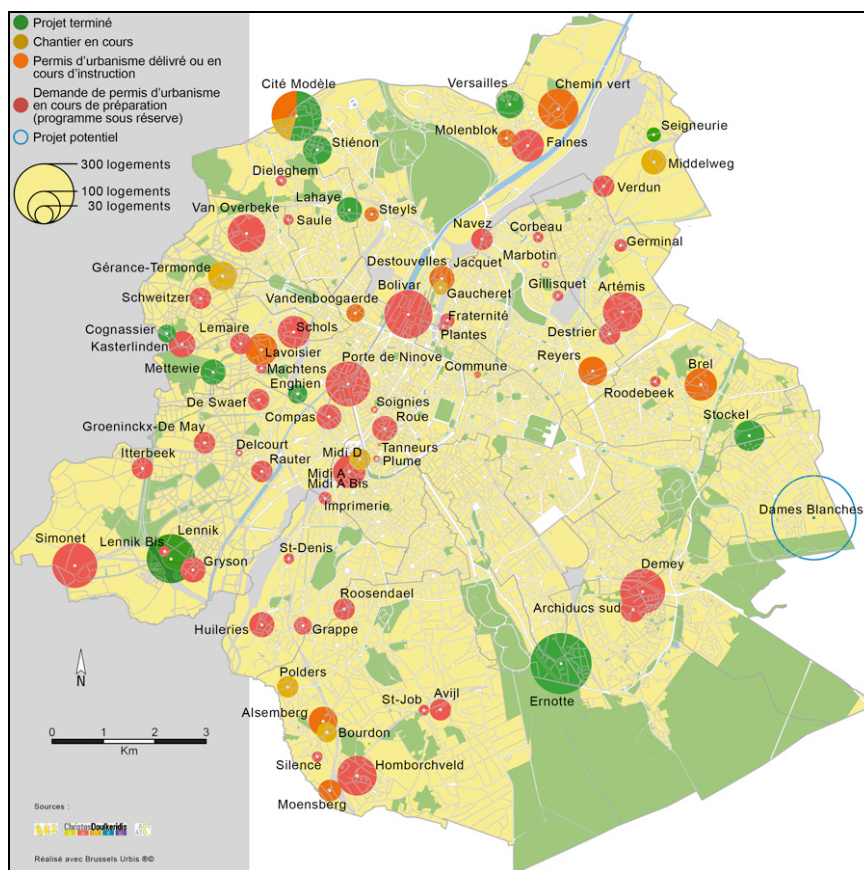 Projet terminé
Chantier en cours
Permis d'urbanisme délivré ou en
cours d'instruction
Demande de permis d'urbanisme
en cours de préparation
(programme sous réserve)
Projet potentiel
300 logements
100 logements
30 logements
Cité Modèle
Versailles
Chemin vert
Stiénon
Molenblok
Faines
Seigneurie
Middelweg
Dieleghem
Verdun
Lahaye
Van Overbeke
Steyls
Saule
Navez
Corbeau
Germinal
Gérance-Termonde
Destouvelles
Jacquet
Marbotin
Schweitzer
Bolivar
Gaucheret
Gillisquet
Artémis
Vandenboogaerde
Cognassier
Lemaire
Schols
Fraternité
Plantes
Destrier
Kasterlinden
Lavoisier
Porte de Ninove
Mettewie
Machtens
Commune
Reyers
Brel
Enghien
Roodebeek
De Swaef
Soignies
Stockel
Compas
Roue
Groeninckx-De May
Delcourt
Midi D
Tanneurs
Itterbeek
Rauter
Plume
Midi A
Midi A Bis
Imprimerie
Dames Blanches
Simonet
Lennik Bis
Lennik
St-Denis
Gryson
Demey
Roosendael
Archiducs sud
Huileries
Grappe
N
Polders
Ernotte
St-Job
Avijl
Alsemberg
Bourdon
0 1 2 3
Km
Silence
Homborchveld
Moensberg
Sources :
ChristosDoulkeridis
Réalisé avec Brussels Urbis ®©